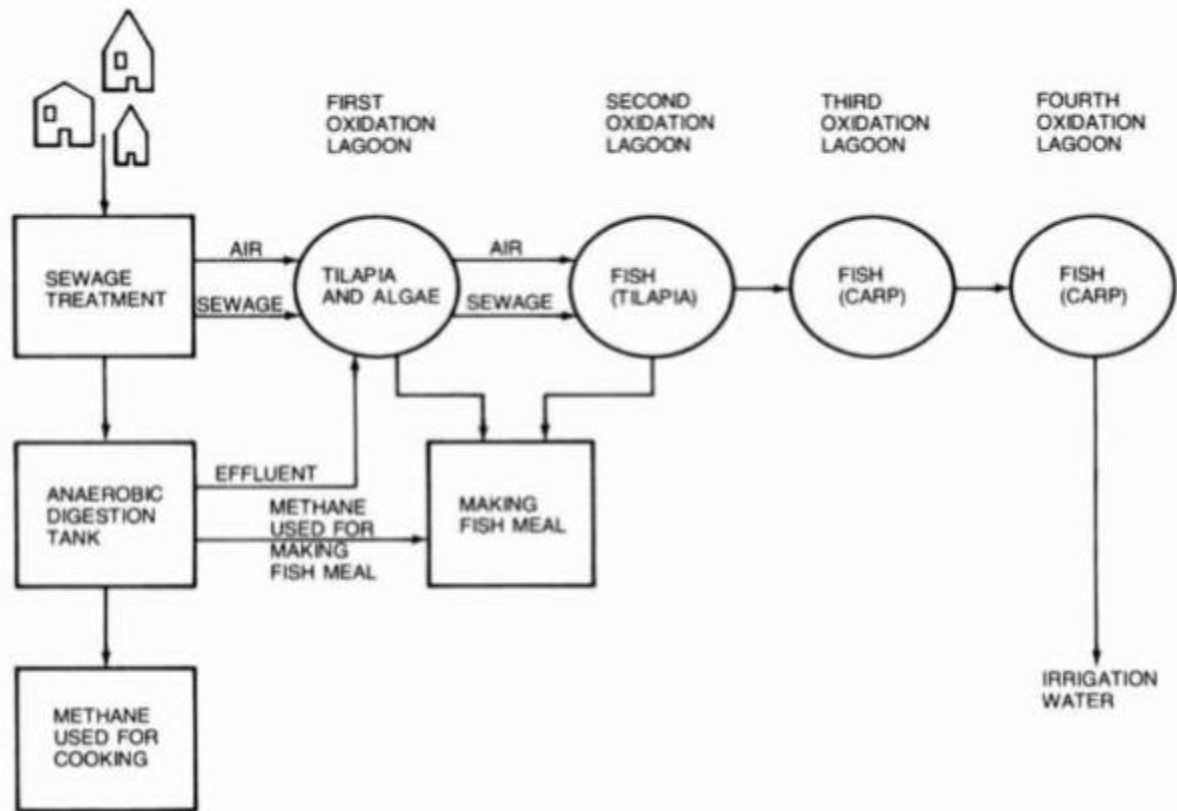 FIRST
OXIDATION
LAGOON
SECOND
OXIDATION
LAGOON
THIRD
OXIDATION
LAGOON
FOURTH
OXIDATION
LAGOON
SEWAGE
TREATMENT
AIR
SEWAGE
TILAPIA
AND ALGAE
AIR
SEWAGE
FISH
(TILAPIA)
FISH
(CARP)
FISH
(CARP)
ANAEROBIC
DIGESTION
TANK
EFFLUENT
METHANE
USED FOR
MAKING
FISH MEAL
MAKING
FISH MEAL
METHANE
USED FOR
COOKING
IRRIGATION
WATER